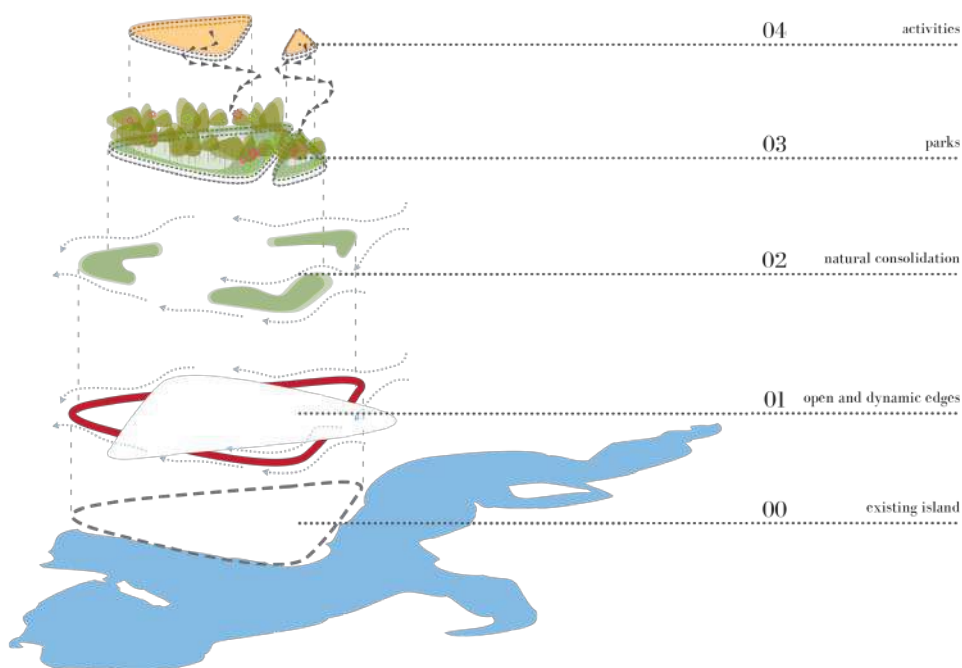 04 activities
03 parks
02 natural consolidation
01 open and dynamic edges
00 existing island